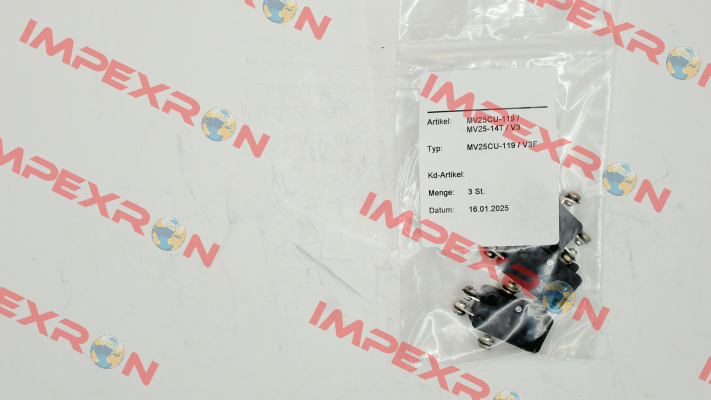 IMPEXRON
IMPEXRON
IMPEXRON
Artikel: MV25CU-119 /
MV25-14T / V3
Typ: MV25CU-119 / V3F
Kd-Artikel:
Menge: 3 St.
Datum: 16.01.2025
IMPEXRON
IMPEXRON
IMPEXRON
IMPEXRON
IMPEXRON